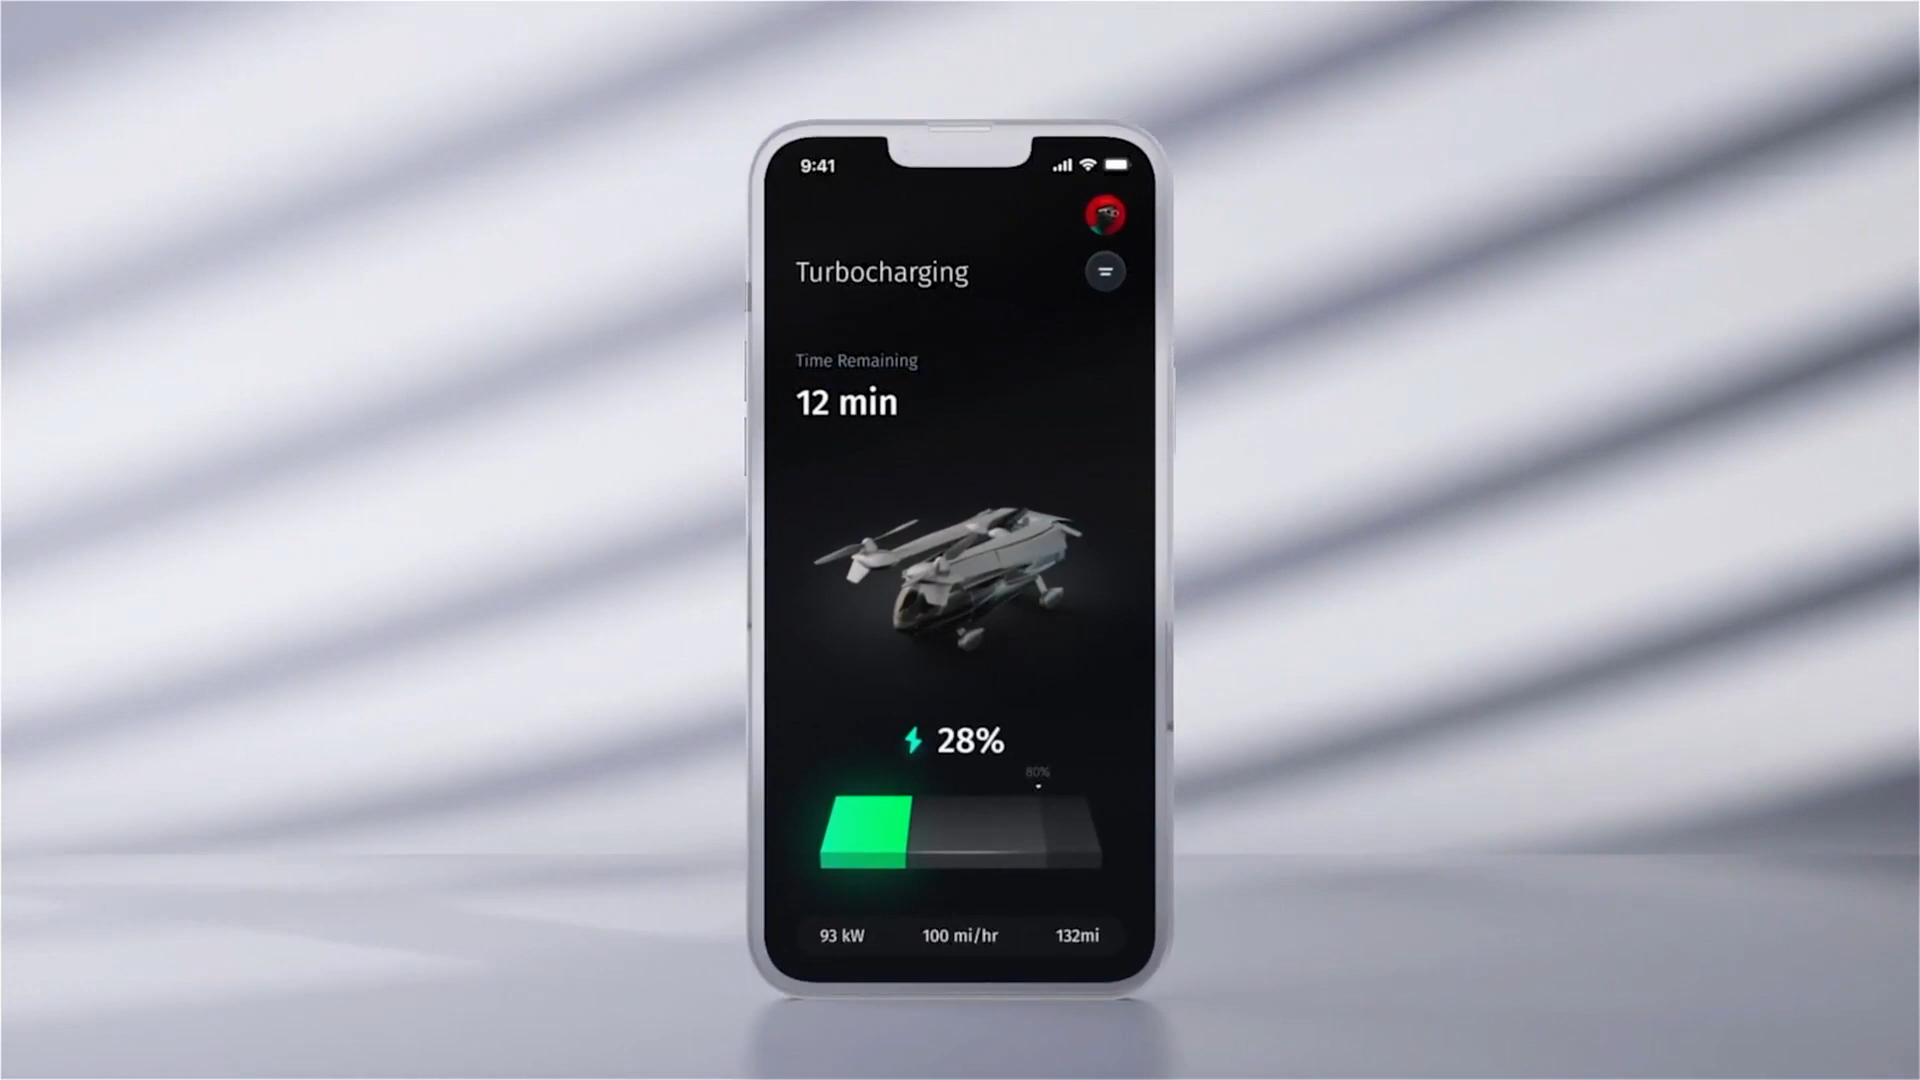 9:41
Turbocharging
Time Remaining
12 min
28%
80%
93 kW
100 mi/hr
132mi